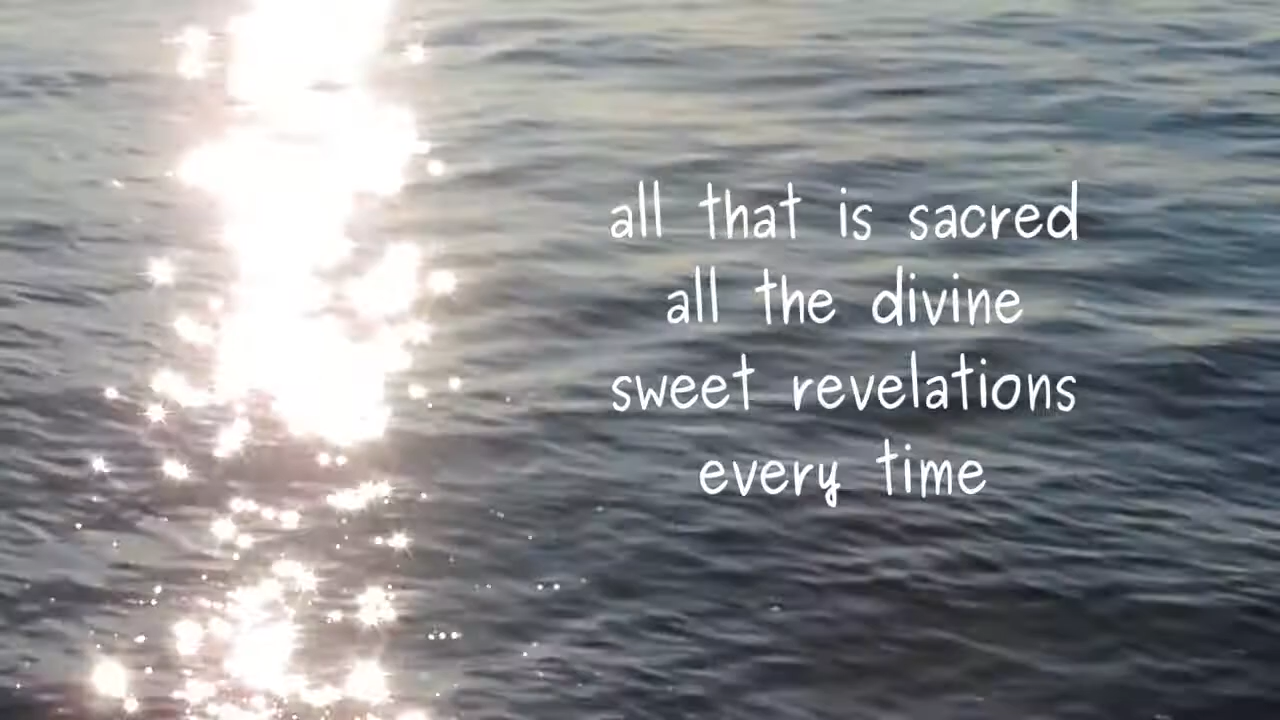 all that is sacred
all the divine
sweet revelations
every time